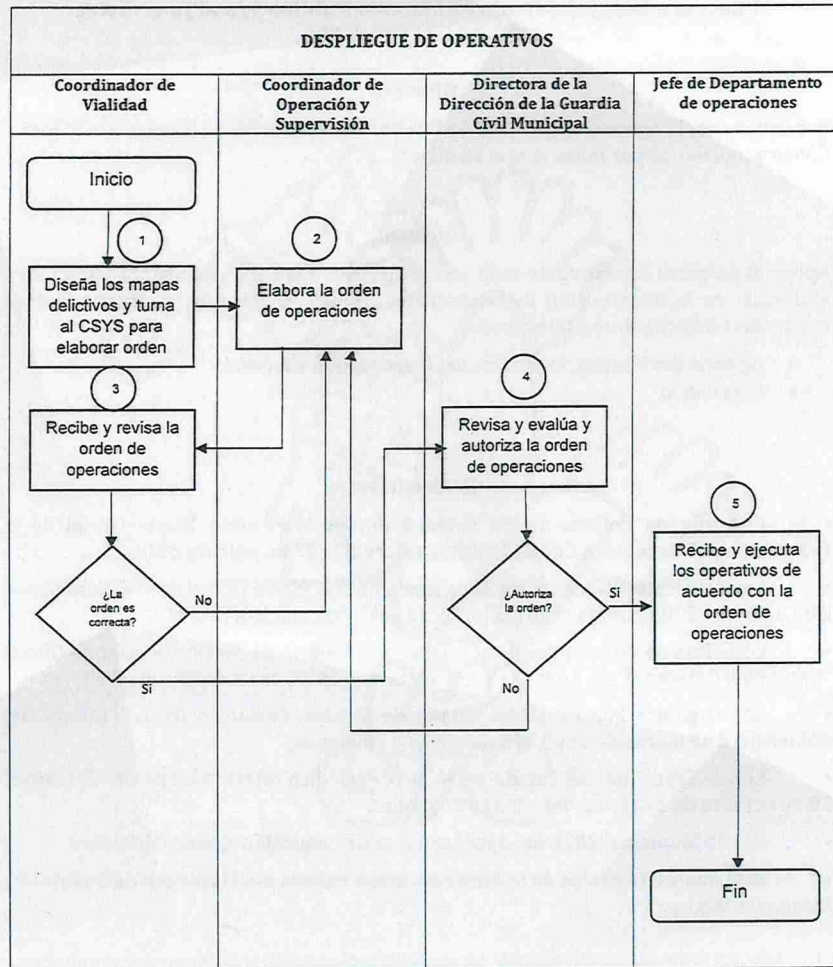 DESPLIEGUE DE OPERATIVOS
Coordinador de
Vialidad
Coordinador de
Operación y
Supervisión
Directora de la
Dirección de la Guardia
Civil Municipal
Jefe de Departamento
de operaciones
Inicio
1
Diseña los mapas
delictivos y turna
al CSYS para
elaborar orden
2
Elabora la orden
de operaciones
3
Recibe y revisa la
orden de
operaciones
4
Revisa y evalúa y
autoriza la orden
de operaciones
5
Recibe y ejecuta
los operativos de
acuerdo con la
orden de
operaciones
¿La
orden es
correcta?
No
Si
¿Autoriza
la orden?
Si
No
Fin